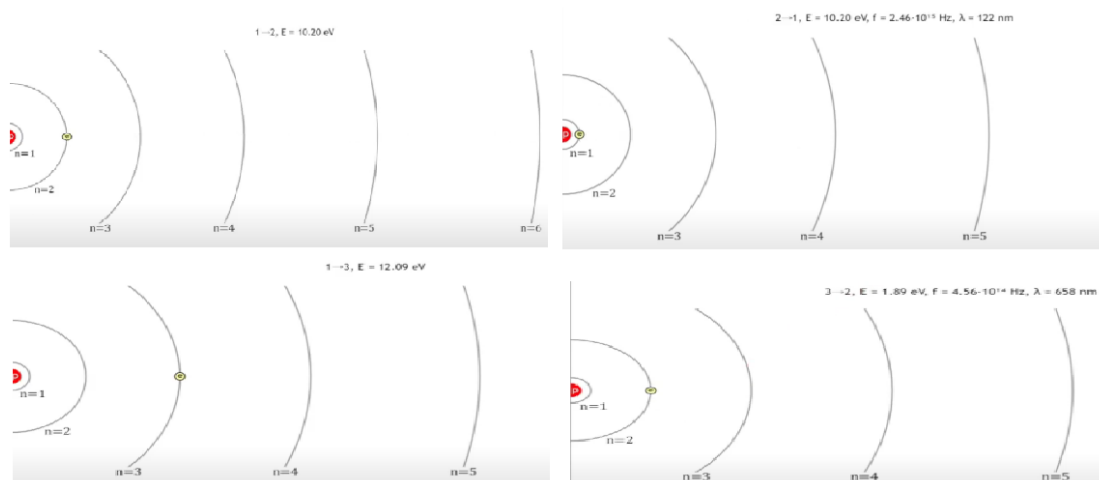 1→2, E = 10.20 eV
n=1
n=2
n=3
n=4
n=5
n=6
2→1, E = 10.20 eV, f = 2.46·10¹⁵ Hz, λ = 122 nm
p
e
n=1
n=2
n=3
n=4
n=5
1→3, E = 12.09 eV
p
e
n=1
n=2
n=3
n=4
n=5
3→2, E = 1.89 eV, f = 4.56·10¹⁴ Hz, λ = 658 nm
p
e
n=1
n=2
n=3
n=4
n=5